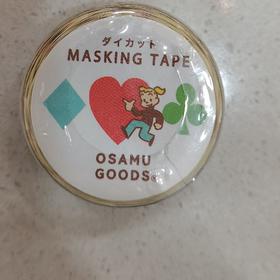 ダイカット
MASKING TAPE
OSAMU
GOODS®